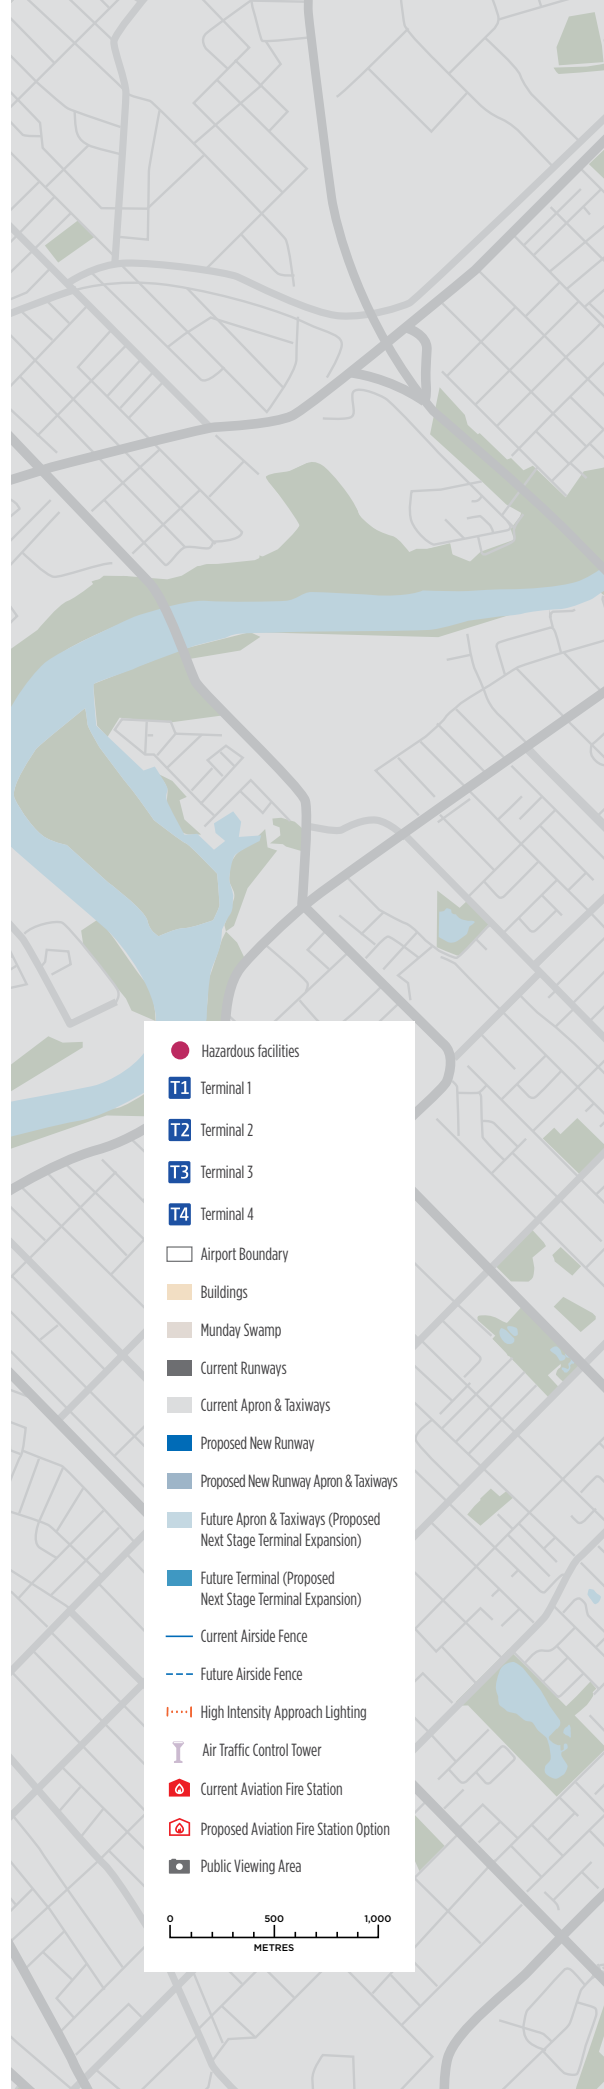 Hazardous facilities
T1 Terminal 1
T2 Terminal 2
T3 Terminal 3
T4 Terminal 4
Airport Boundary
Buildings
Munday Swamp
Current Runways
Current Apron & Taxiways
Proposed New Runway
Proposed New Runway Apron & Taxiways
Future Apron & Taxiways (Proposed
Next Stage Terminal Expansion)
Future Terminal (Proposed
Next Stage Terminal Expansion)
Current Airside Fence
Future Airside Fence
High Intensity Approach Lighting
Air Traffic Control Tower
Current Aviation Fire Station
Proposed Aviation Fire Station Option
Public Viewing Area
0 500 1,000
METRES